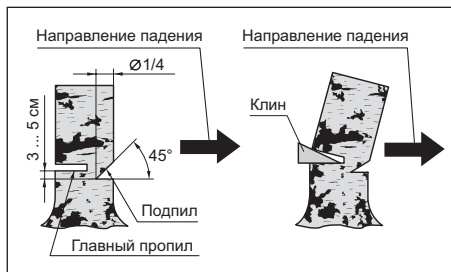 Направление падения
Ø1/4
3 ... 5 см
45°
Подпил
Главный пропил
Направление падения
Клин